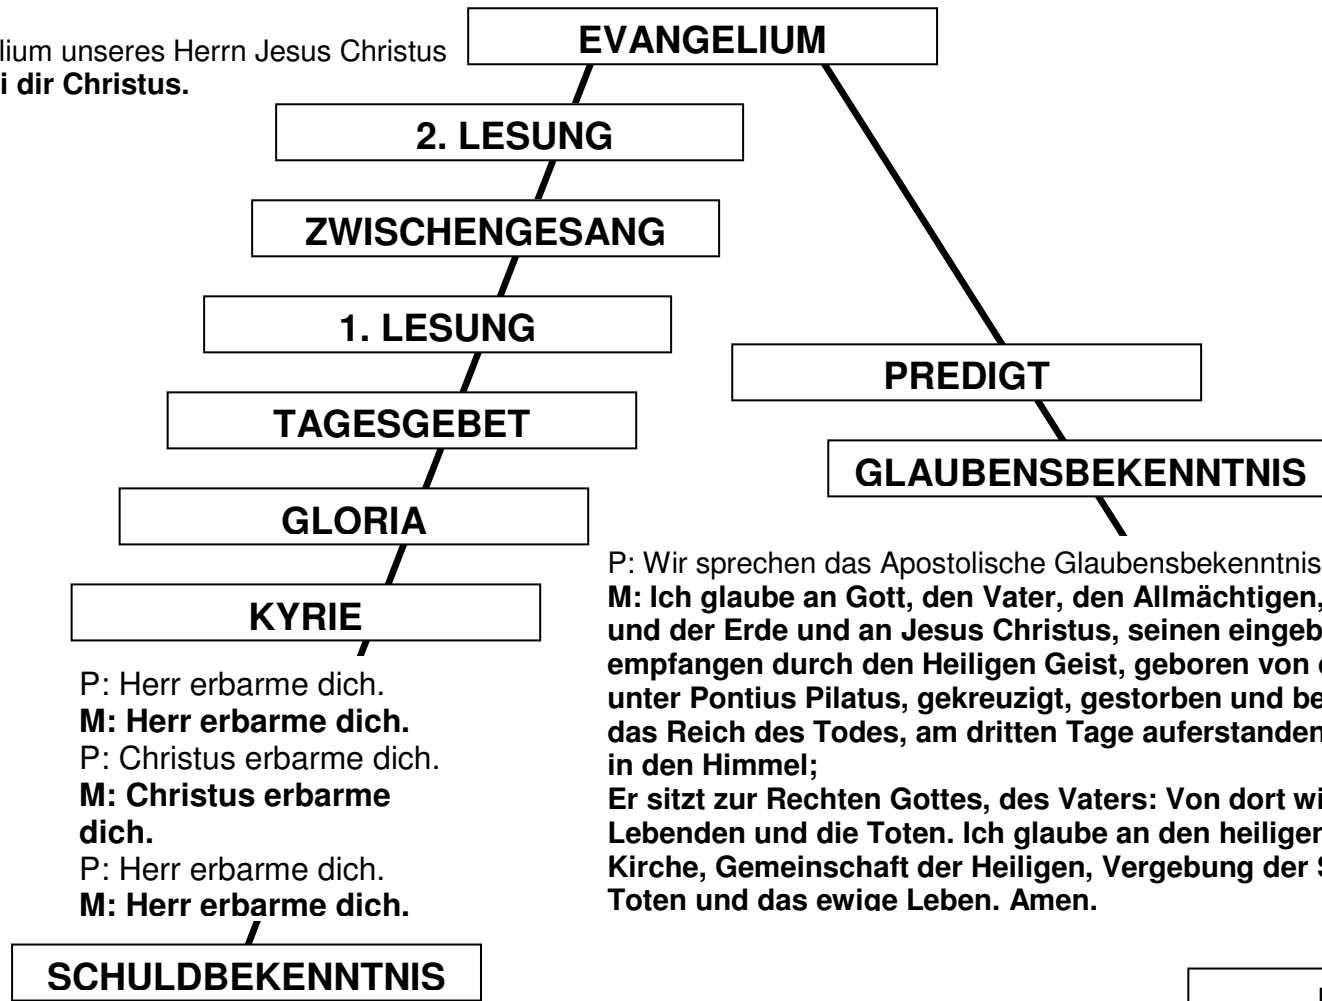 lium unseres Herrn Jesus Christus
i dir Christus.
EVANGELIUM
2. LESUNG
ZWISCHENGESANG
1. LESUNG
TAGESGEBET
GLORIA
KYRIE
P: Herr erbarme dich.
M: Herr erbarme dich.
P: Christus erbarme dich.
M: Christus erbarme
dich.
P: Herr erbarme dich.
M: Herr erbarme dich.
SCHULDBEKENNTNIS
PREDIGT
GLAUBENSBEKENNTNIS
P: Wir sprechen das Apostolische Glaubensbekenntnis
M: Ich glaube an Gott, den Vater, den Allmächtigen,
und der Erde und an Jesus Christus, seinen eingeb
empfangen durch den Heiligen Geist, geboren von
unter Pontius Pilatus, gekreuzigt, gestorben und be
das Reich des Todes, am dritten Tage auferstanden
in den Himmel;
Er sitzt zur Rechten Gottes, des Vaters: Von dort wi
Lebenden und die Toten. Ich glaube an den heiligen
Kirche, Gemeinschaft der Heiligen, Vergebung der
Toten und das ewige Leben. Amen.